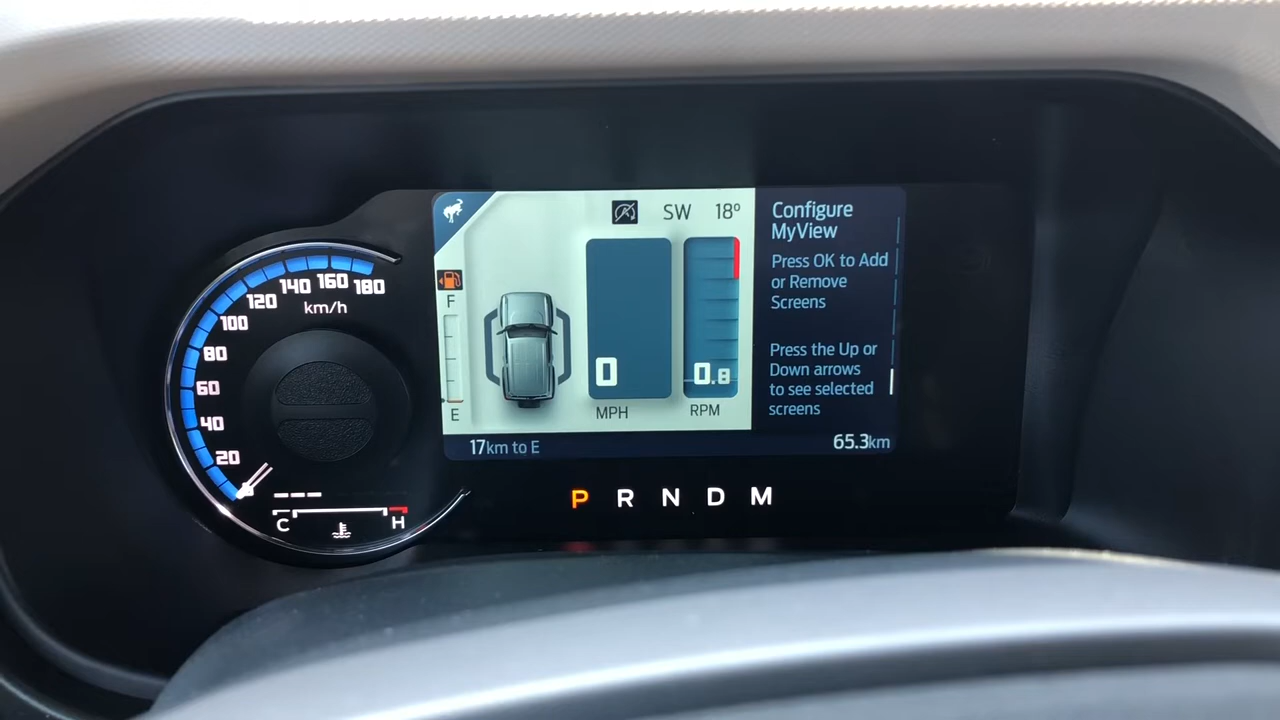 SW 18°
Configure
MyView
Press OK to Add
or Remove
Screens
Press the Up or
Down arrows
to see selected
screens
F
E
0
MPH
0.8
RPM
17km to E
65.3km
180
160
140
120
100
80
60
40
20
km/h
C
H
P R N D M